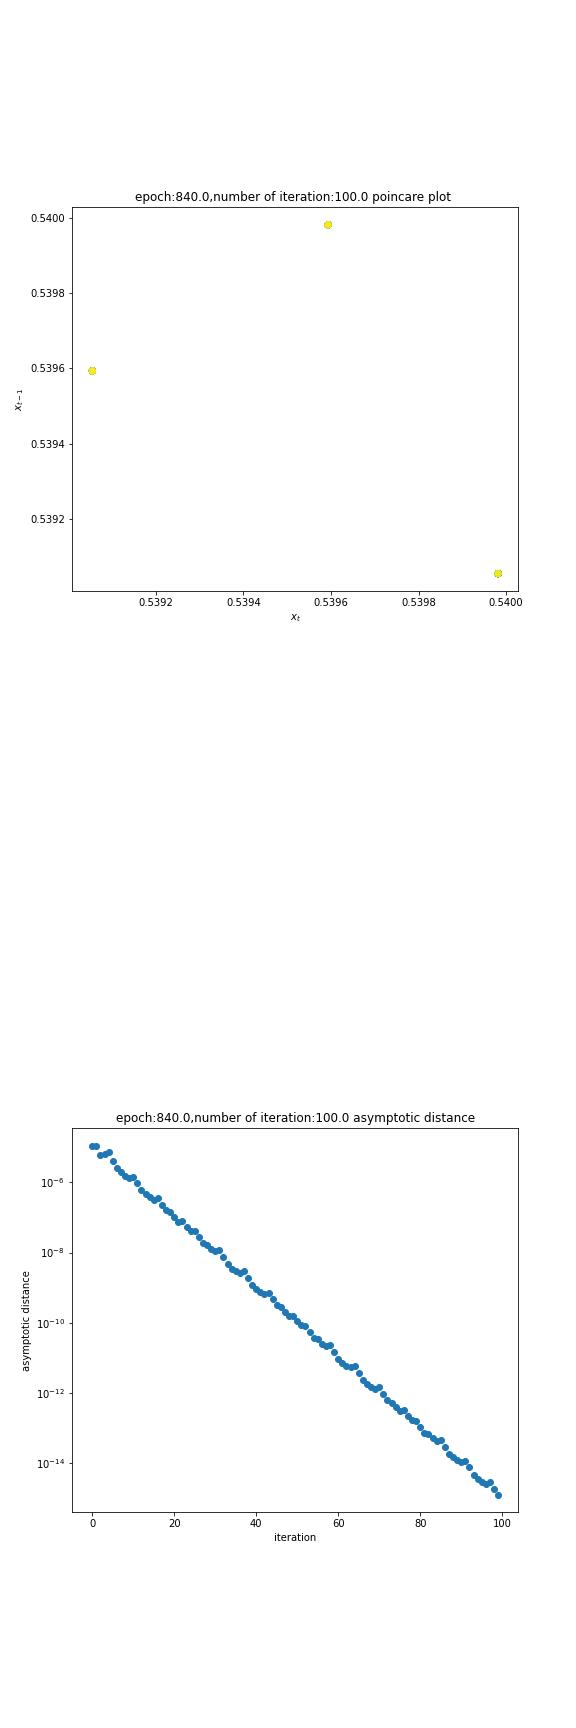 epoch:840.0,number of iteration:100.0 poincare plot
0.5400
0.5398
0.5396
0.5394
0.5392
x_{t-1}
0.5392 0.5394 0.5396 0.5398 0.5400
x_t
epoch:840.0,number of iteration:100.0 asymptotic distance
10^{-6}
10^{-8}
10^{-10}
10^{-12}
10^{-14}
asymptotic distance
0 20 40 60 80 100
iteration